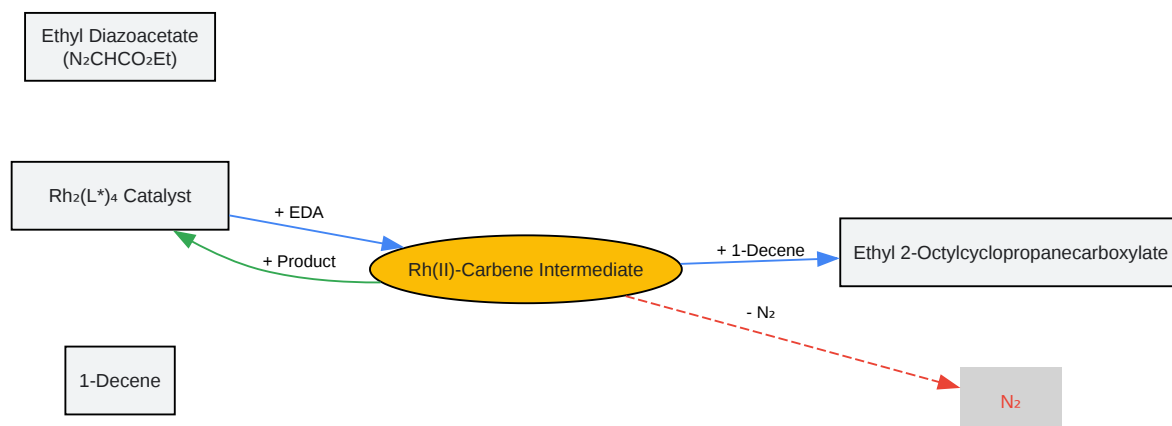 Ethyl Diazoacetate
(N₂CHCO₂Et)
Rh₂(L*)₄ Catalyst
+ EDA
+ Product
Rh(II)-Carbene Intermediate
+ 1-Decene
Ethyl 2-Octylcyclopropanecarboxylate
- N₂
1-Decene
N₂